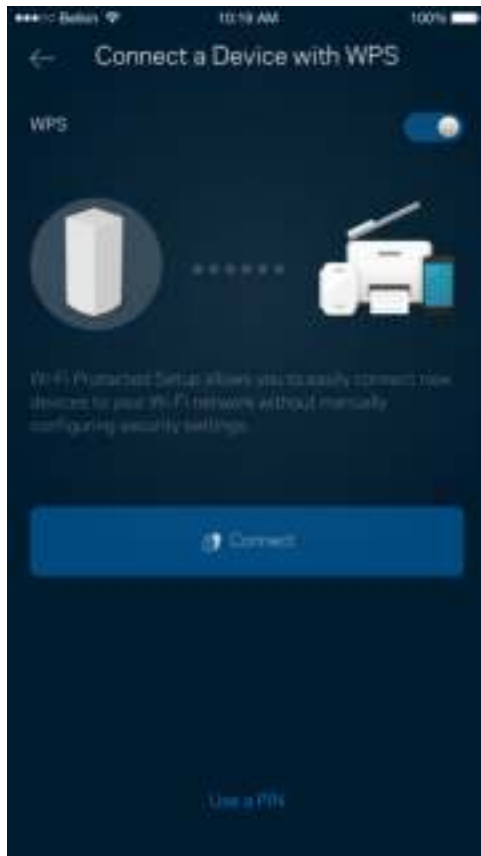 Belkin 10:19 AM 100%
Connect a Device with WPS
WPS
Wi-Fi Protected Setup allows you to easily connect new
devices to your Wi-Fi network without manually
configuring security settings.
Connect
Use a PIN